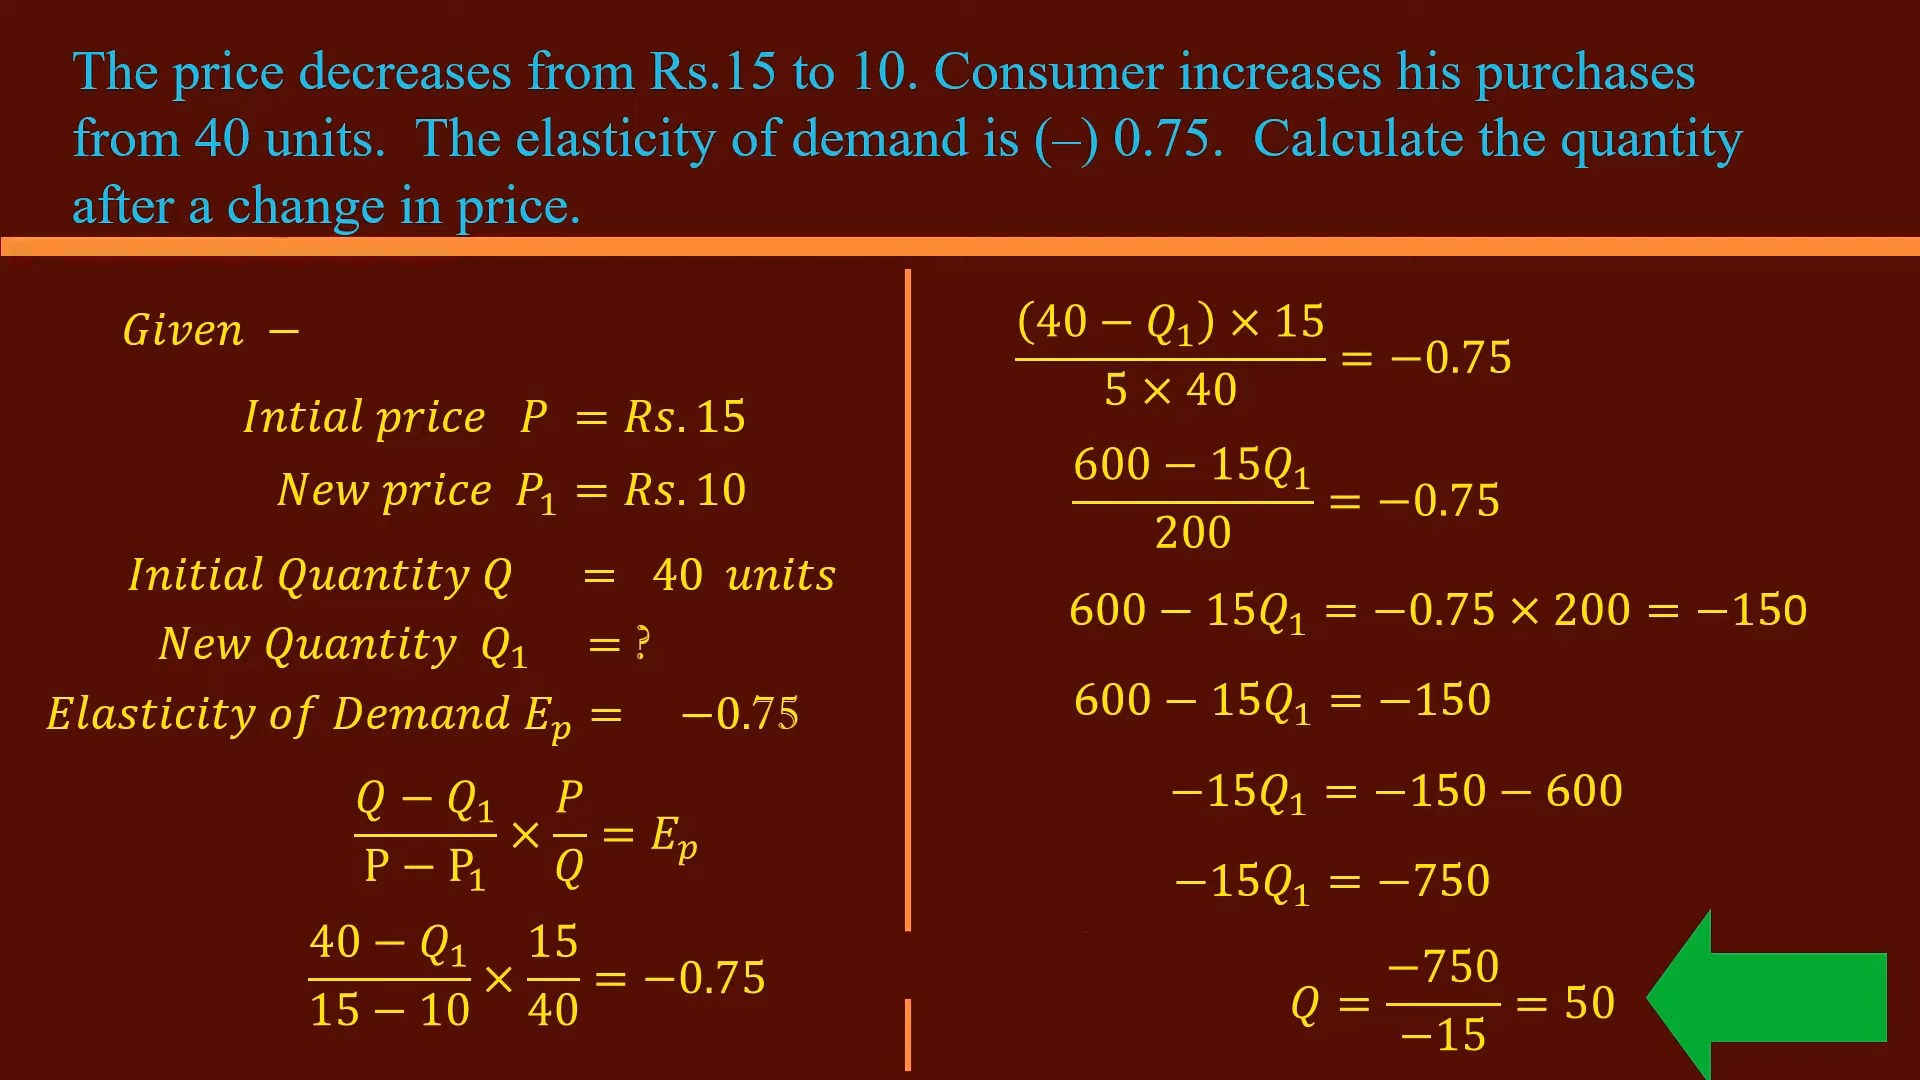 The price decreases from Rs.15 to 10. Consumer increases his purchases
from 40 units. The elasticity of demand is (–) 0.75. Calculate the quantity
after a change in price.
Given −
Intial price P = Rs. 15
New price P₁ = Rs. 10
Initial Quantity Q = 40 units
New Quantity Q₁ = ?
Elasticity of Demand Eₚ = −0.75
(Q − Q₁)/(P − P₁) × P/Q = Eₚ
(40 − Q₁)/(15 − 10) × 15/40 = −0.75
((40 − Q₁) × 15)/(5 × 40) = −0.75
(600 − 15Q₁)/200 = −0.75
600 − 15Q₁ = −0.75 × 200 = −150
600 − 15Q₁ = −150
−15Q₁ = −150 − 600
−15Q₁ = −750
Q = −750/−15 = 50